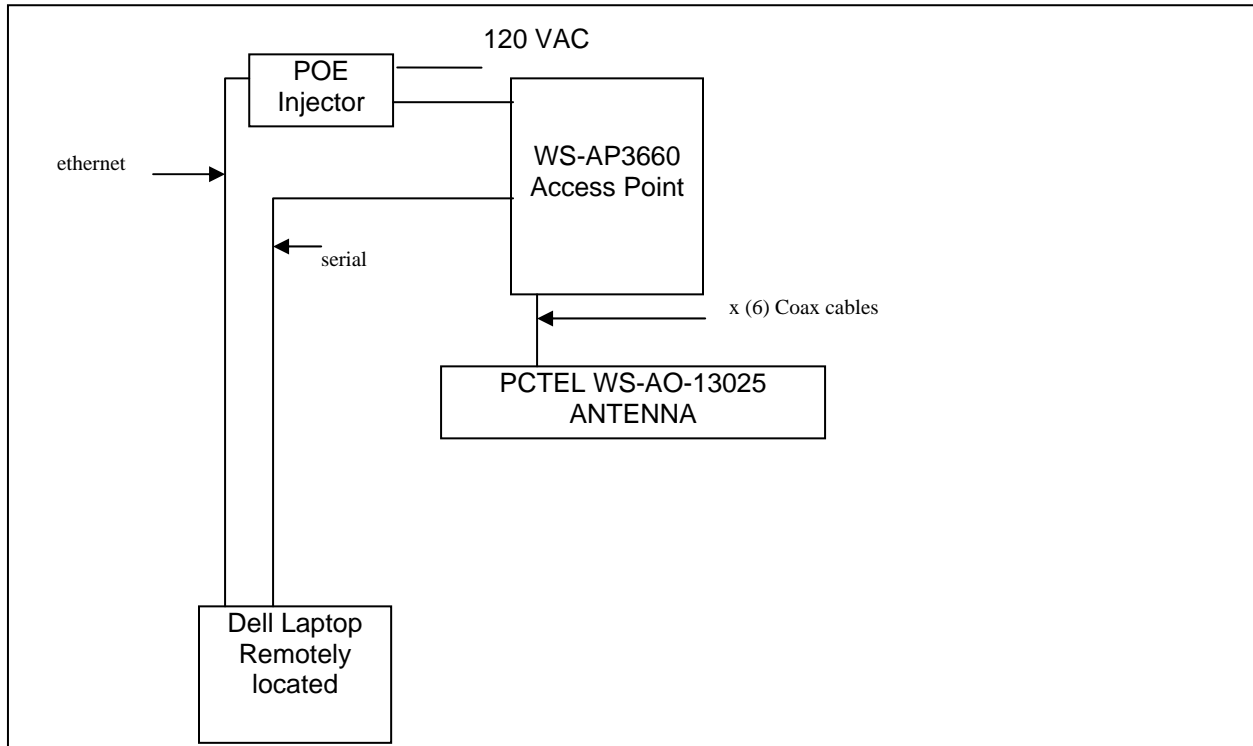 120 VAC
POE
Injector
WS-AP3660
Access Point
ethernet
serial
x (6) Coax cables
PCTEL WS-AO-13025
ANTENNA
Dell Laptop
Remotely
located